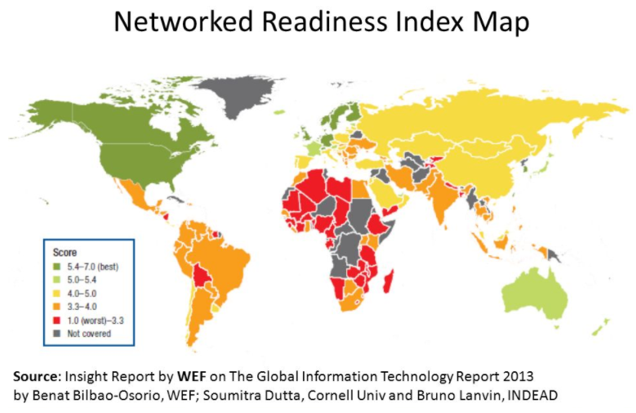 Networked Readiness Index Map
Score
5.4–7.0 (best)
5.0–5.4
4.0–5.0
3.3–4.0
1.0 (worst)–3.3
Not covered
Source: Insight Report by WEF on The Global Information Technology Report 2013
by Benat Bilbao-Osorio, WEF; Soumitra Dutta, Cornell Univ and Bruno Lanvin, INDEAD